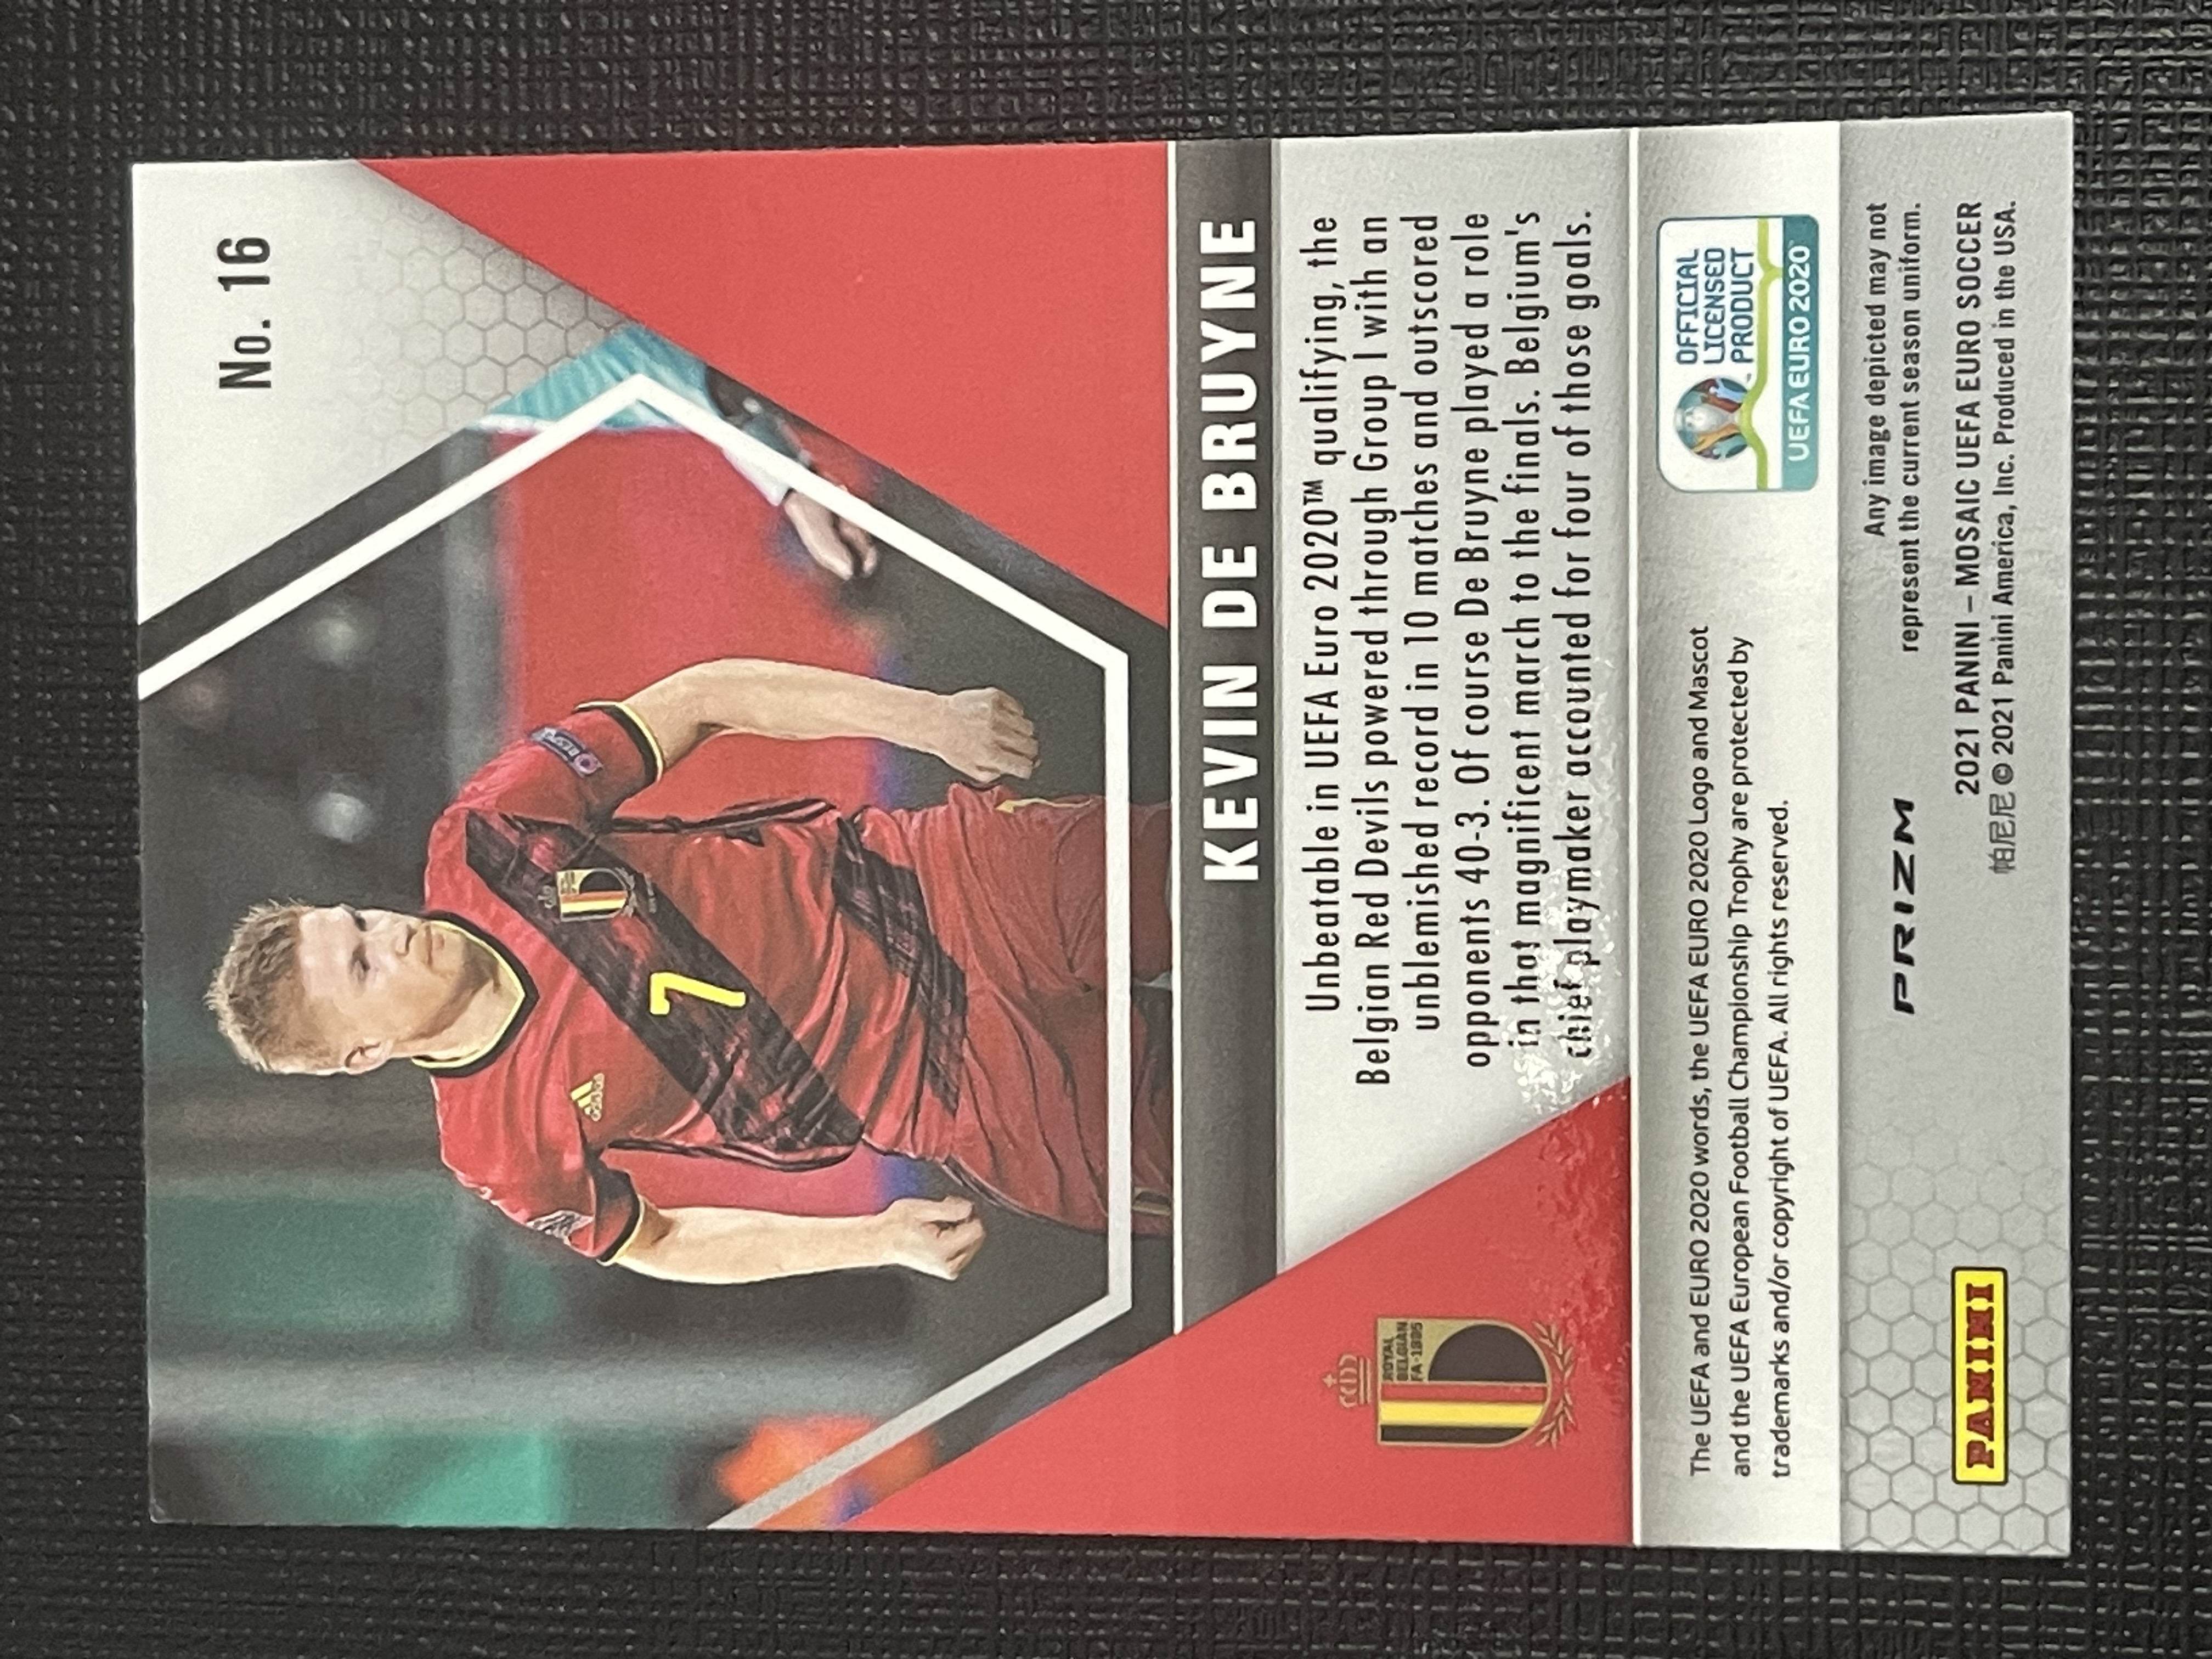 No. 16
adidas
7
KEVIN DE BRUYNE
Unbeatable in UEFA Euro 2020™ qualifying, the
Belgian Red Devils powered through Group I with an
unblemished record in 10 matches and outscored
opponents 40-3. Of course De Bruyne played a role
in that magnificent march to the finals. Belgium's
chief playmaker accounted for four of those goals.
ROYAL
BELGIAN
FA-1895
The UEFA and EURO 2020 words, the UEFA EURO 2020 Logo and Mascot
and the UEFA European Football Championship Trophy are protected by
trademarks and/or copyright of UEFA. All rights reserved.
OFFICIAL
LICENSED
PRODUCT
UEFA EURO 2020
Any image depicted may not
represent the current season uniform.
PRIZM
PANINI
2021 PANINI – MOSAIC UEFA EURO SOCCER
帕尼尼 © 2021 Panini America, Inc. Produced in the USA.